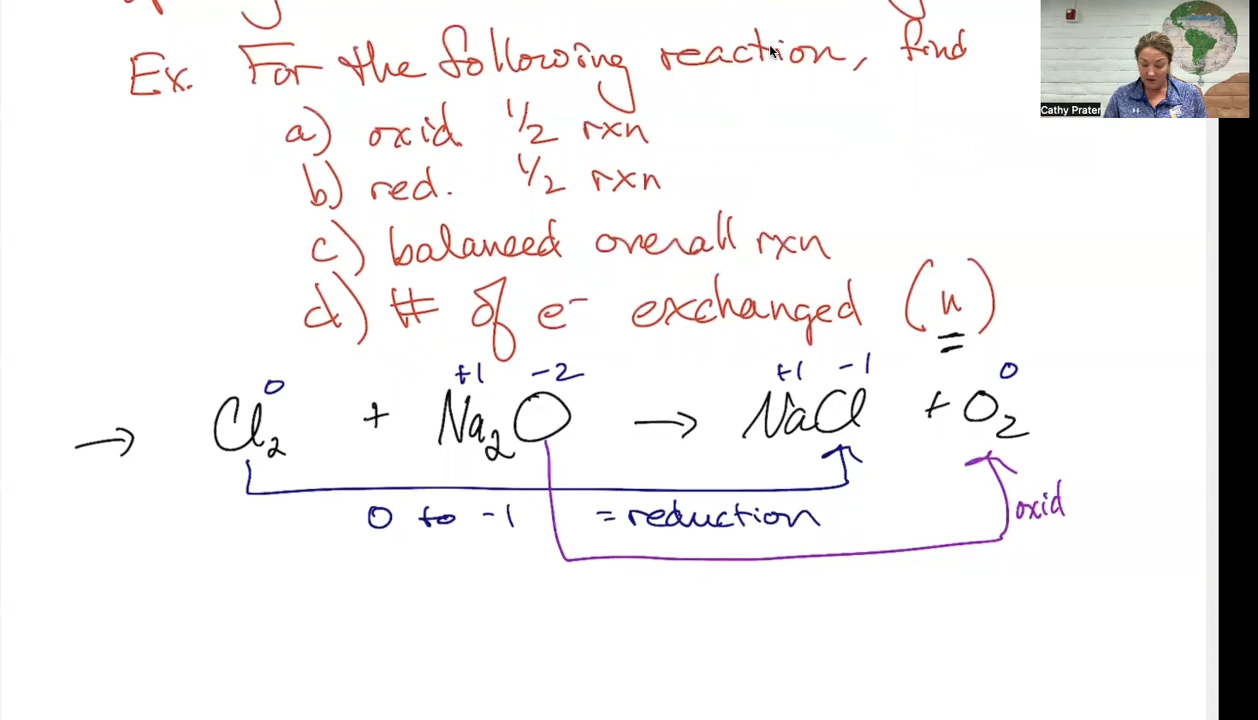 Ex. For the following reaction, find
a) oxid 1/2 rxn
b) red. 1/2 rxn
c) balanced overall rxn
d) # of e⁻ exchanged (n)
0 +1 -2 +1 -1 0
→ Cl₂ + Na₂O → NaCl + O₂
0 to -1 = reduction
oxid
Cathy Prater